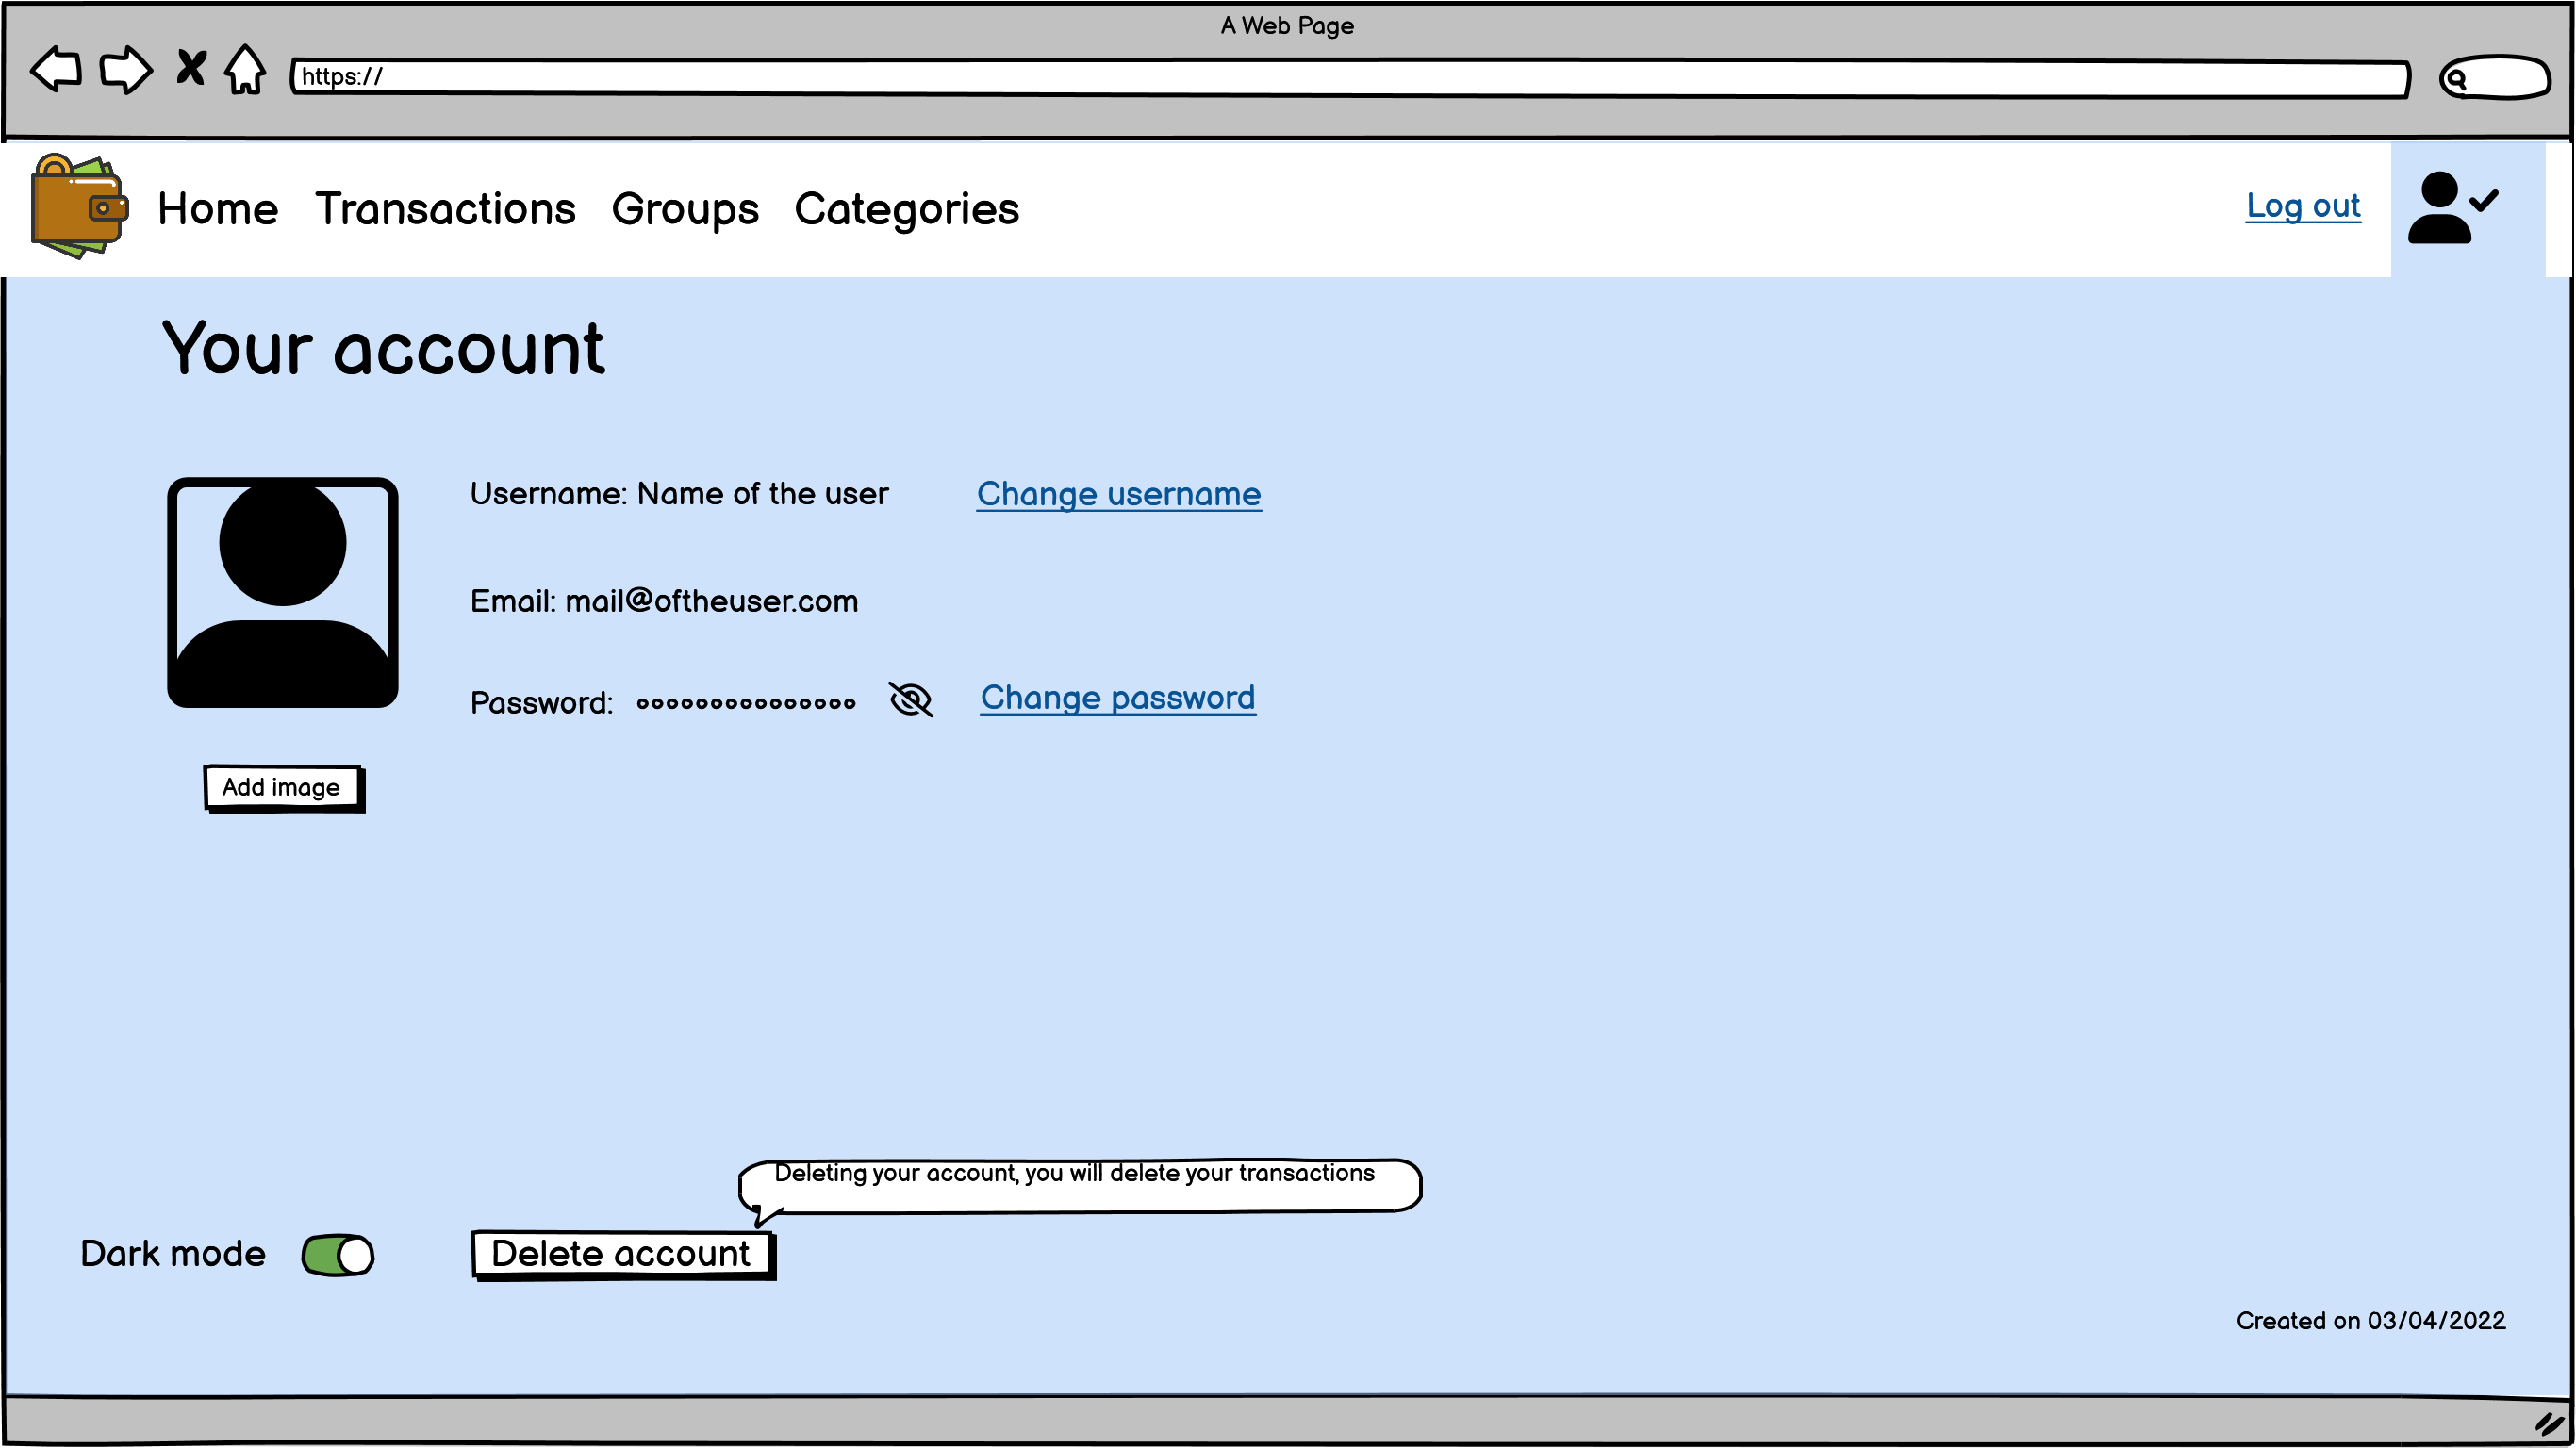 A Web Page
https://
Home Transactions Groups Categories Log out
Your account
Username: Name of the user Change username
Email: mail@oftheuser.com
Password: Change password
Add image
Deleting your account, you will delete your transactions
Dark mode Delete account
Created on 03/04/2022